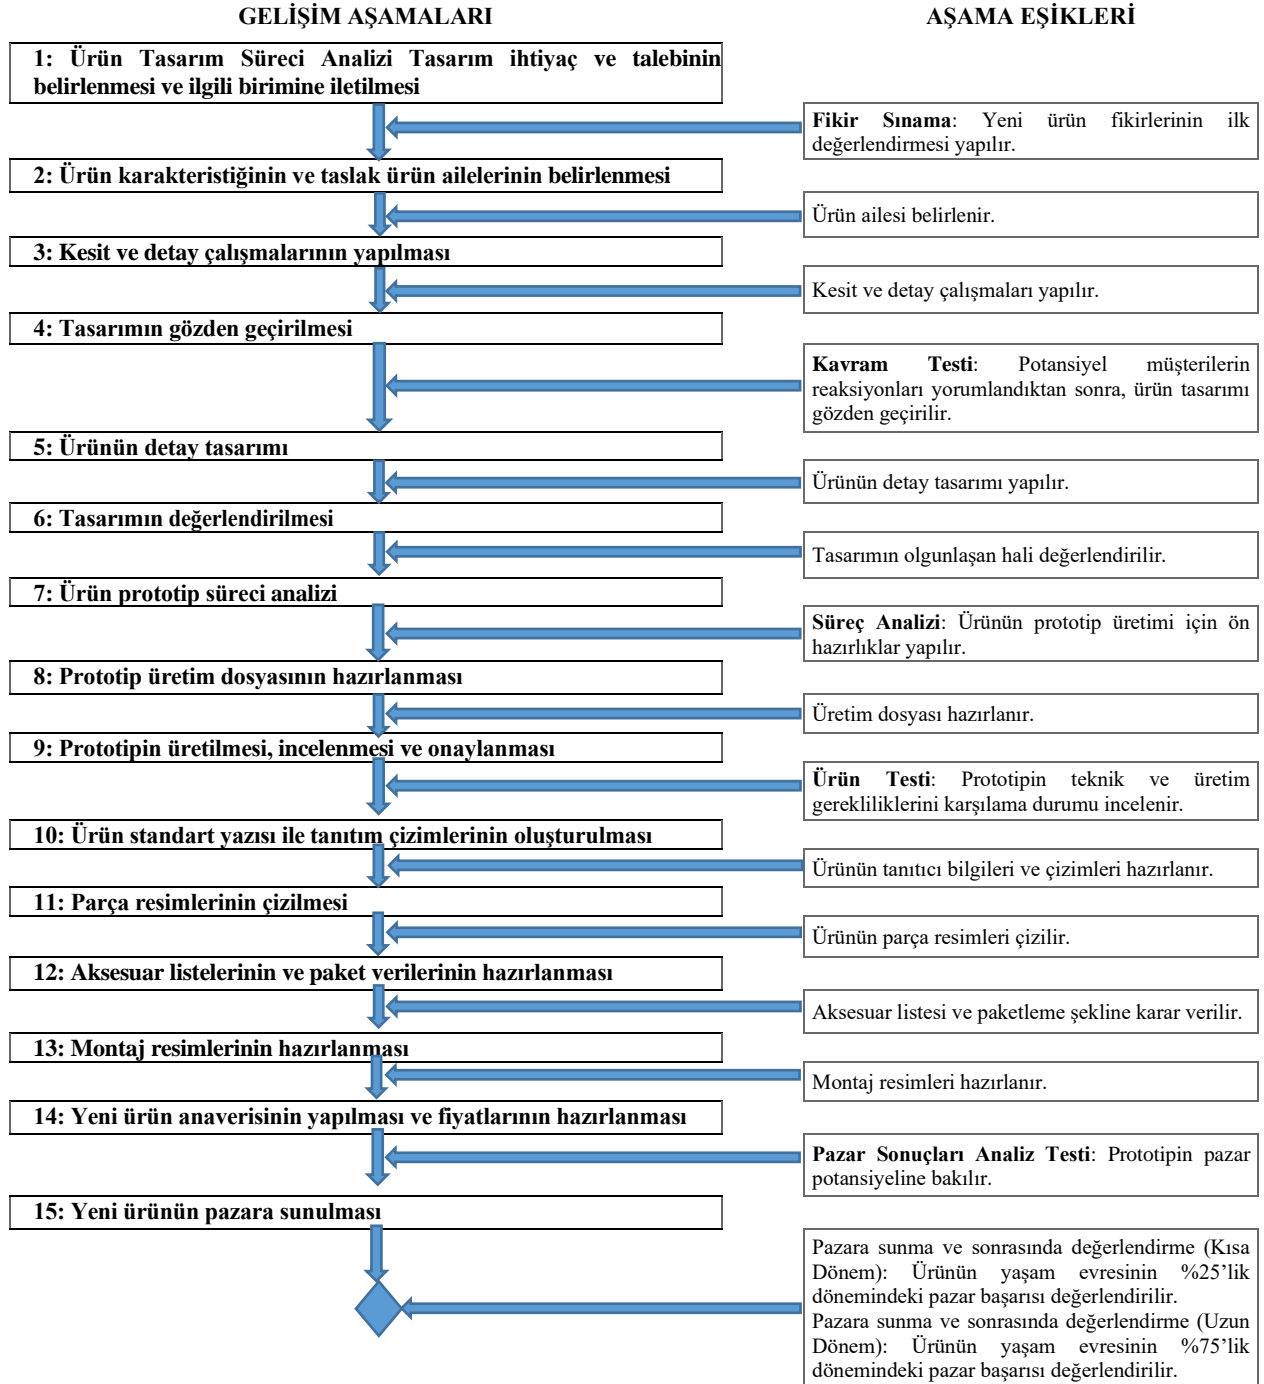 GELİŞİM AŞAMALARI
AŞAMA EŞİKLERİ
1: Ürün Tasarım Süreci Analizi Tasarım ihtiyaç ve talebinin
belirlenmesi ve ilgili birimine iletilmesi
Fikir Sınama: Yeni ürün fikirlerinin ilk
değerlendirmesi yapılır.
2: Ürün karakteristiğinin ve taslak ürün ailelerinin belirlenmesi
Ürün ailesi belirlenir.
3: Kesit ve detay çalışmalarının yapılması
Kesit ve detay çalışmaları yapılır.
4: Tasarımın gözden geçirilmesi
Kavram Testi: Potansiyel müşterilerin
reaksiyonları yorumlandıktan sonra, ürün tasarımı
gözden geçirilir.
5: Ürünün detay tasarımı
Ürünün detay tasarımı yapılır.
6: Tasarımın değerlendirilmesi
Tasarımın olgunlaşan hali değerlendirilir.
7: Ürün prototip süreci analizi
Süreç Analizi: Ürünün prototip üretimi için ön
hazırlıklar yapılır.
8: Prototip üretim dosyasının hazırlanması
Üretim dosyası hazırlanır.
9: Prototipin üretilmesi, incelenmesi ve onaylanması
Ürün Testi: Prototipin teknik ve üretim
gerekliliklerini karşılama durumu incelenir.
10: Ürün standart yazısı ile tanıtım çizimlerinin oluşturulması
Ürünün tanıtıcı bilgileri ve çizimleri hazırlanır.
11: Parça resimlerinin çizilmesi
Ürünün parça resimleri çizilir.
12: Aksesuar listelerinin ve paket verilerinin hazırlanması
Aksesuar listesi ve paketleme şekline karar verilir.
13: Montaj resimlerinin hazırlanması
Montaj resimleri hazırlanır.
14: Yeni ürün anaverisinin yapılması ve fiyatlarının hazırlanması
Pazar Sonuçları Analiz Testi: Prototipin pazar
potansiyeline bakılır.
15: Yeni ürünün pazara sunulması
Pazara sunma ve sonrasında değerlendirme (Kısa
Dönem): Ürünün yaşam evresinin %25’lik
dönemindeki pazar başarısı değerlendirilir.
Pazara sunma ve sonrasında değerlendirme (Uzun
Dönem): Ürünün yaşam evresinin %75’lik
dönemindeki pazar başarısı değerlendirilir.